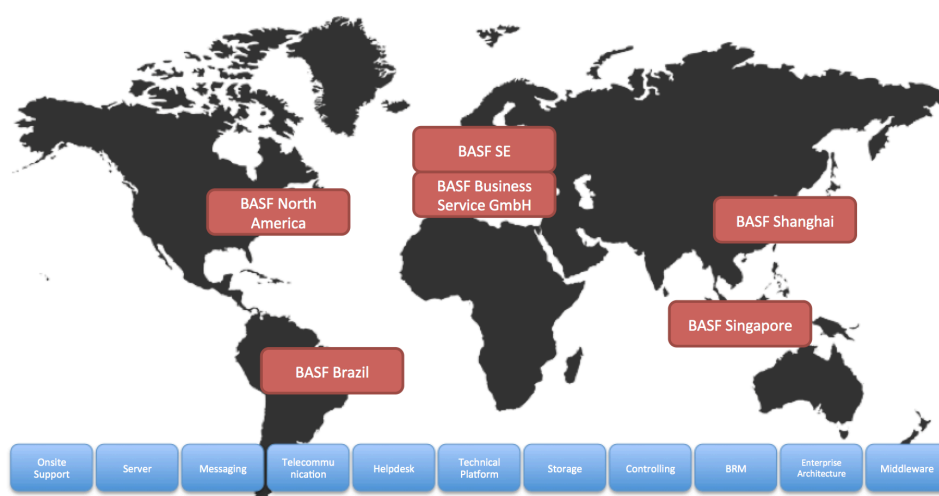 BASF SE
BASF Business
Service GmbH
BASF North
America
BASF Shanghai
BASF Singapore
BASF Brazil
Onsite
Support
Server
Messaging
Telecommu
nication
Helpdesk
Technical
Platform
Storage
Controlling
BRM
Enterprise
Architecture
Middleware